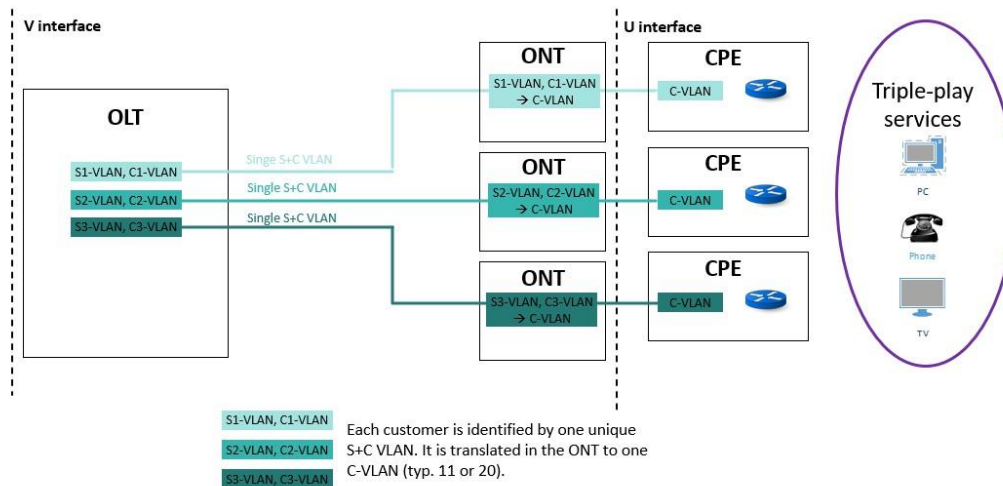 V interface
U interface
OLT
S1-VLAN, C1-VLAN
S2-VLAN, C2-VLAN
S3-VLAN, C3-VLAN
Singe S+C VLAN
Single S+C VLAN
Single S+C VLAN
ONT
S1-VLAN, C1-VLAN
→ C-VLAN
ONT
S2-VLAN, C2-VLAN
→ C-VLAN
ONT
S3-VLAN, C3-VLAN
→ C-VLAN
CPE
C-VLAN
CPE
C-VLAN
CPE
C-VLAN
Triple-play
services
PC
Phone
TV
S1-VLAN, C1-VLAN
S2-VLAN, C2-VLAN
S3-VLAN, C3-VLAN
Each customer is identified by one unique
S+C VLAN. It is translated in the ONT to one
C-VLAN (typ. 11 or 20).